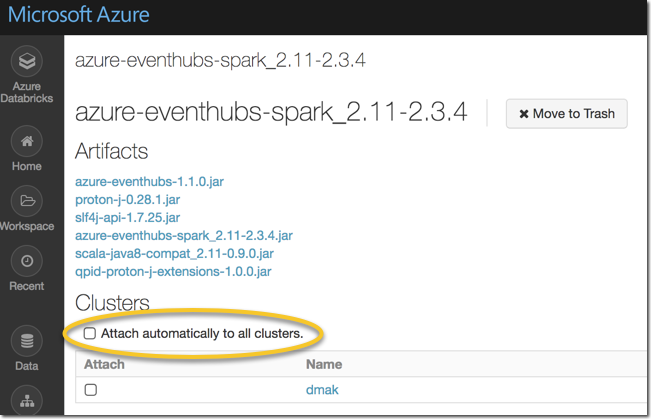 Microsoft Azure
Azure
Databricks
Home
Workspace
Recent
Data
azure-eventhubs-spark_2.11-2.3.4
azure-eventhubs-spark_2.11-2.3.4
✖ Move to Trash
Artifacts
azure-eventhubs-1.1.0.jar
proton-j-0.28.1.jar
slf4j-api-1.7.25.jar
azure-eventhubs-spark_2.11-2.3.4.jar
scala-java8-compat_2.11-0.9.0.jar
qpid-proton-j-extensions-1.0.0.jar
Clusters
Attach automatically to all clusters.
Attach Name
dmak